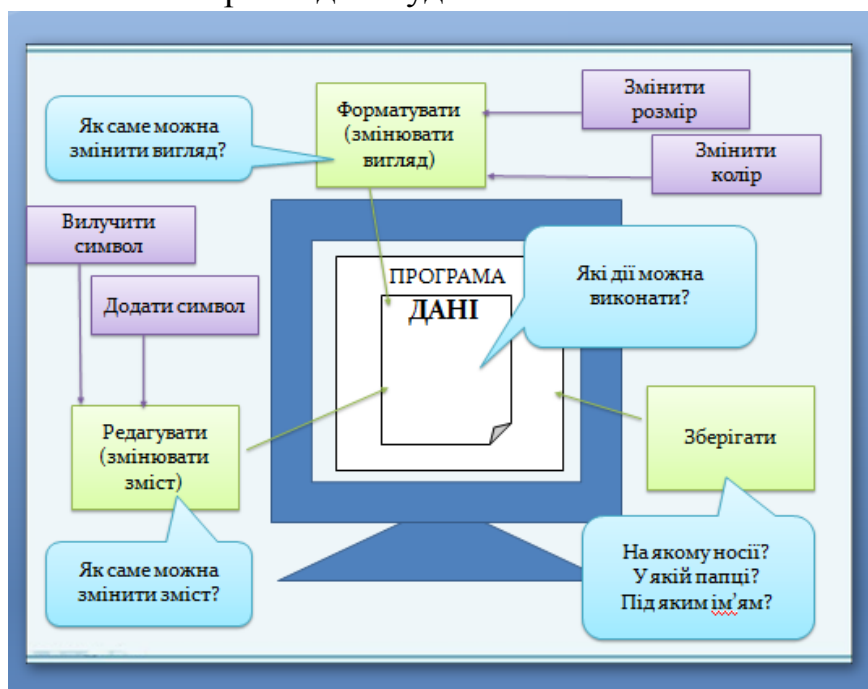 Змінити
розмір
Форматувати
(змінювати
вигляд)
Як саме можна
змінити вигляд?
Змінити
колір
Вилучити
символ
ПРОГРАМА
ДАНІ
Які дії можна
виконати?
Додати символ
Редагувати
(змінювати
зміст)
Зберігати
Як саме можна
змінити зміст?
На якому носії?
У якій папці?
Під яким ім'ям?